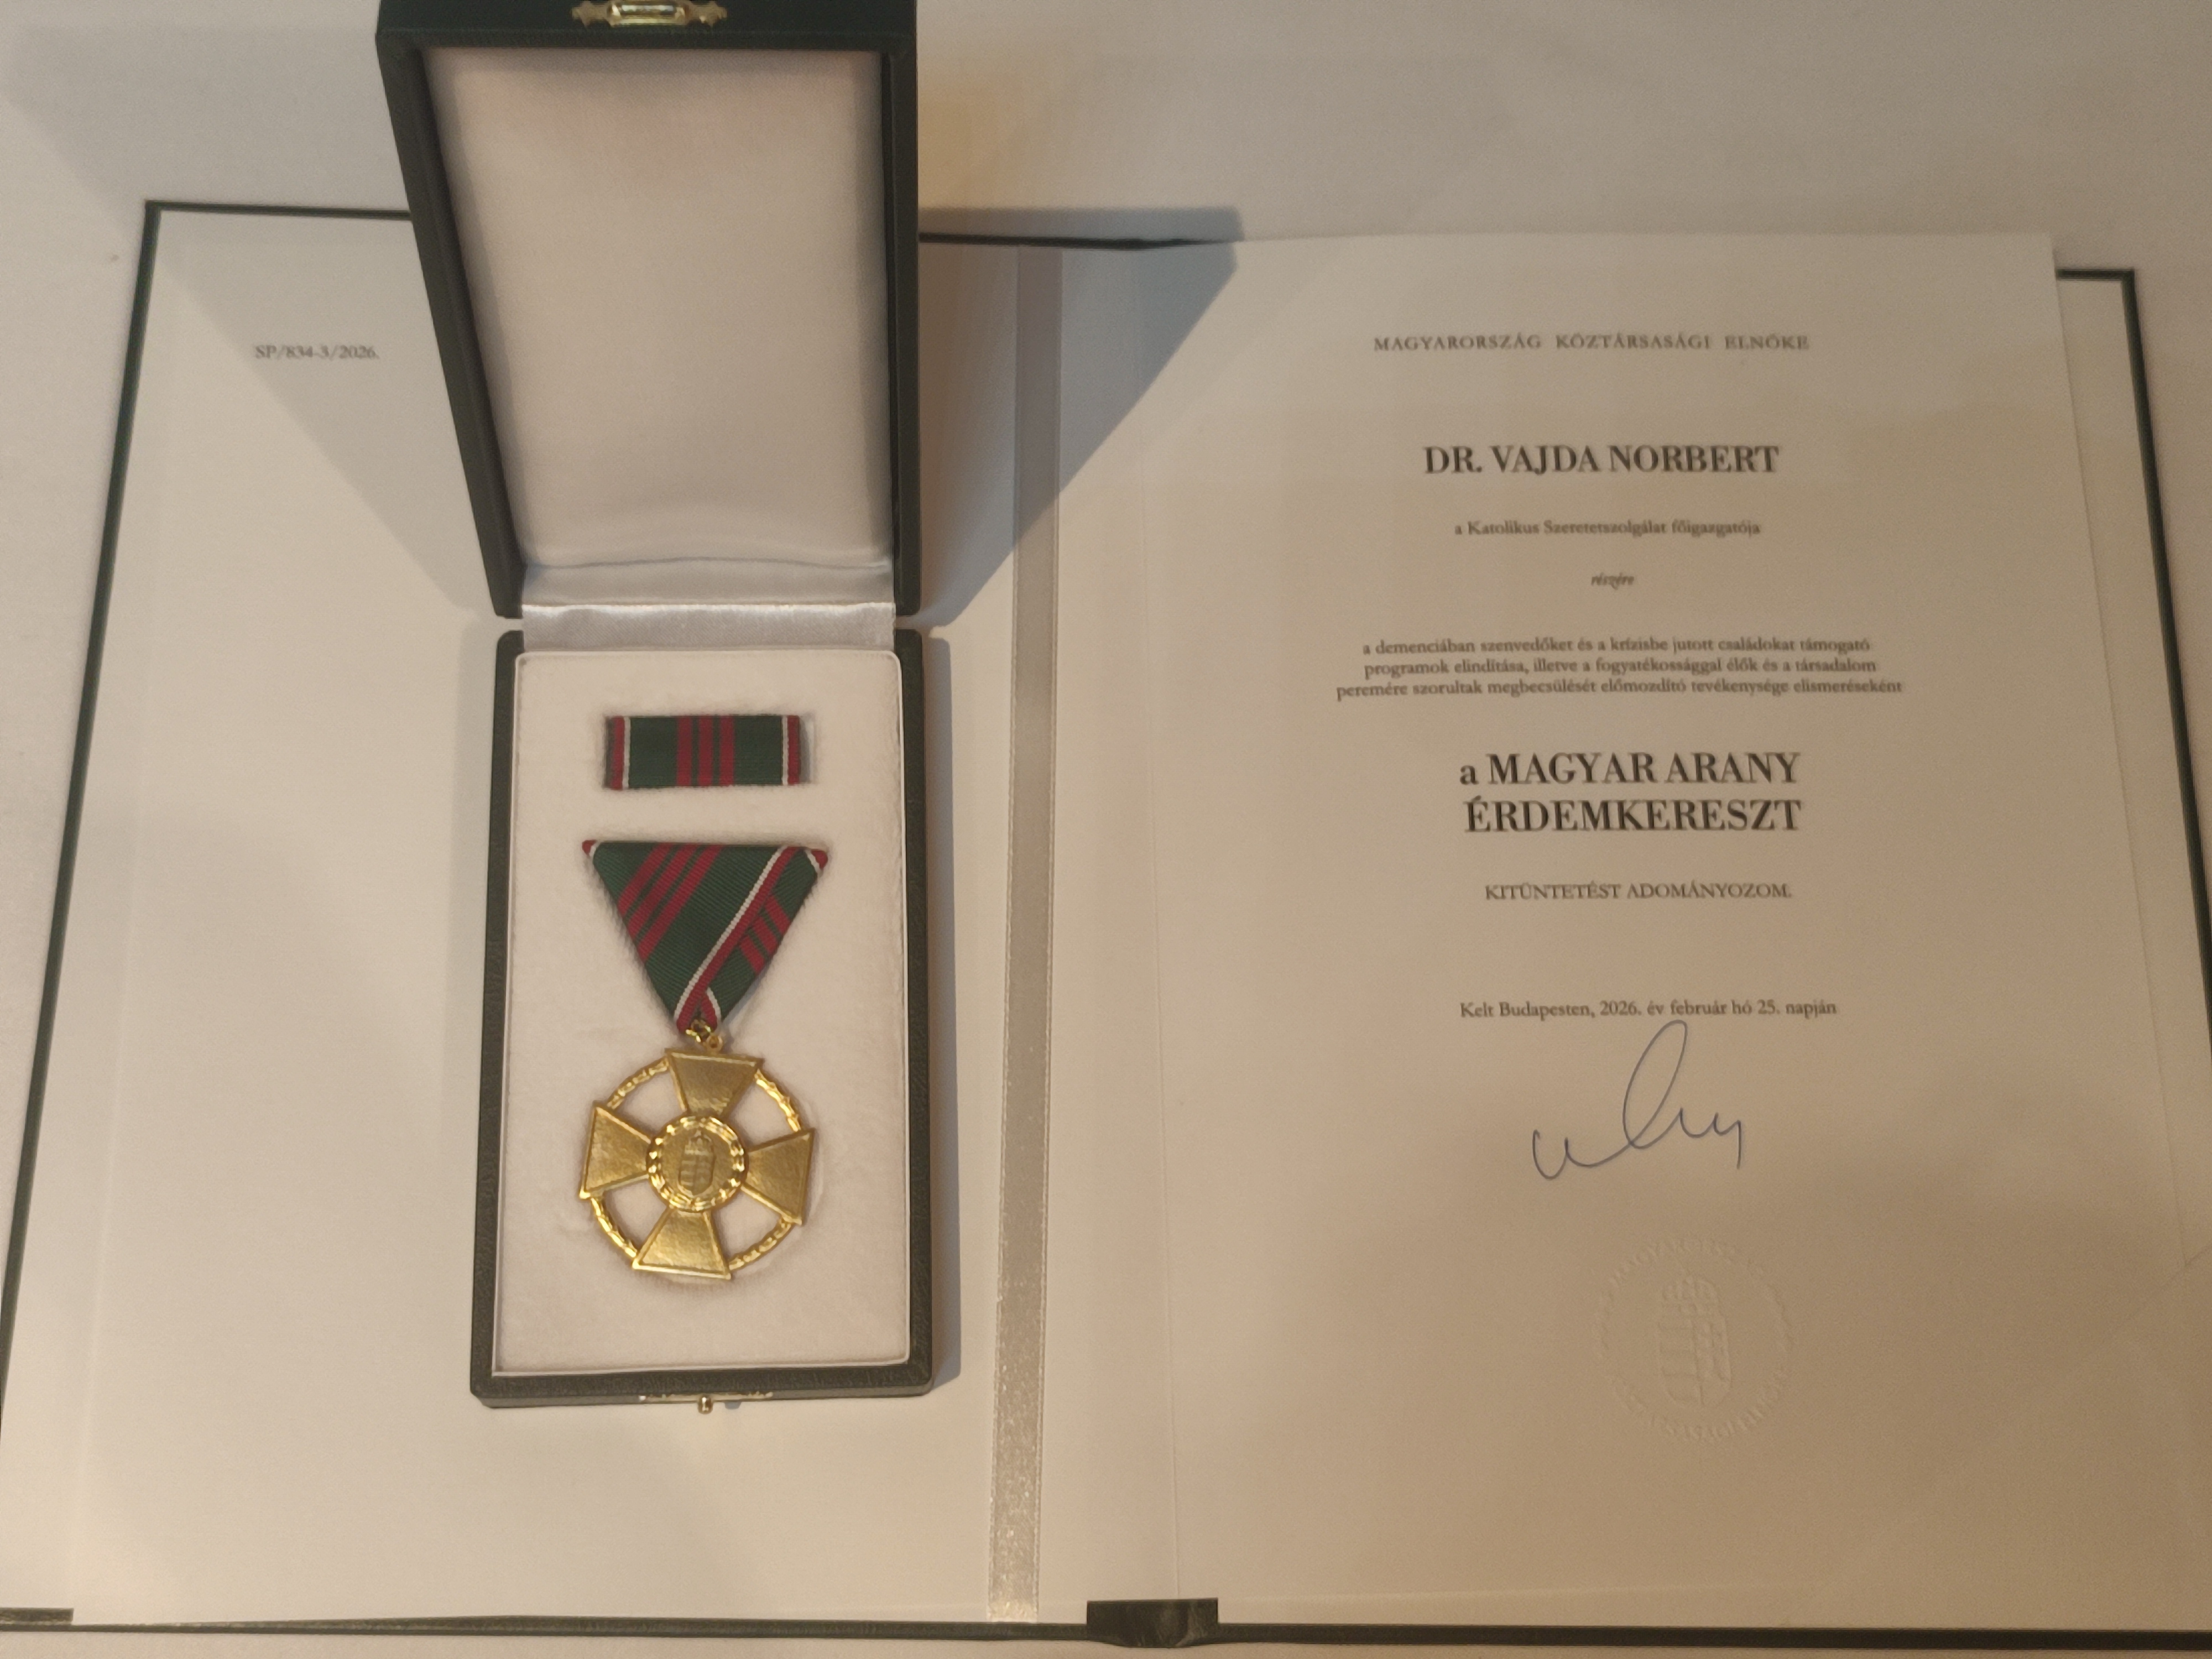 SP/834-3/2026.
MAGYARORSZÁG KÖZTÁRSASÁGI ELNÖKE
DR. VAJDA NORBERT
a Katolikus Szeretetszolgálat főigazgatója
részére
a demenciában szenvedőket és a krízisbe jutott családokat támogató
programok elindítása, illetve a fogyatékossággal élők és a társadalom
peremére szorultak megbecsülését előmozdító tevékenysége elismeréseként
a MAGYAR ARANY
ÉRDEMKERESZT
KITÜNTETÉST ADOMÁNYOZOM.
Kelt Budapesten, 2026. év február hó 25. napján